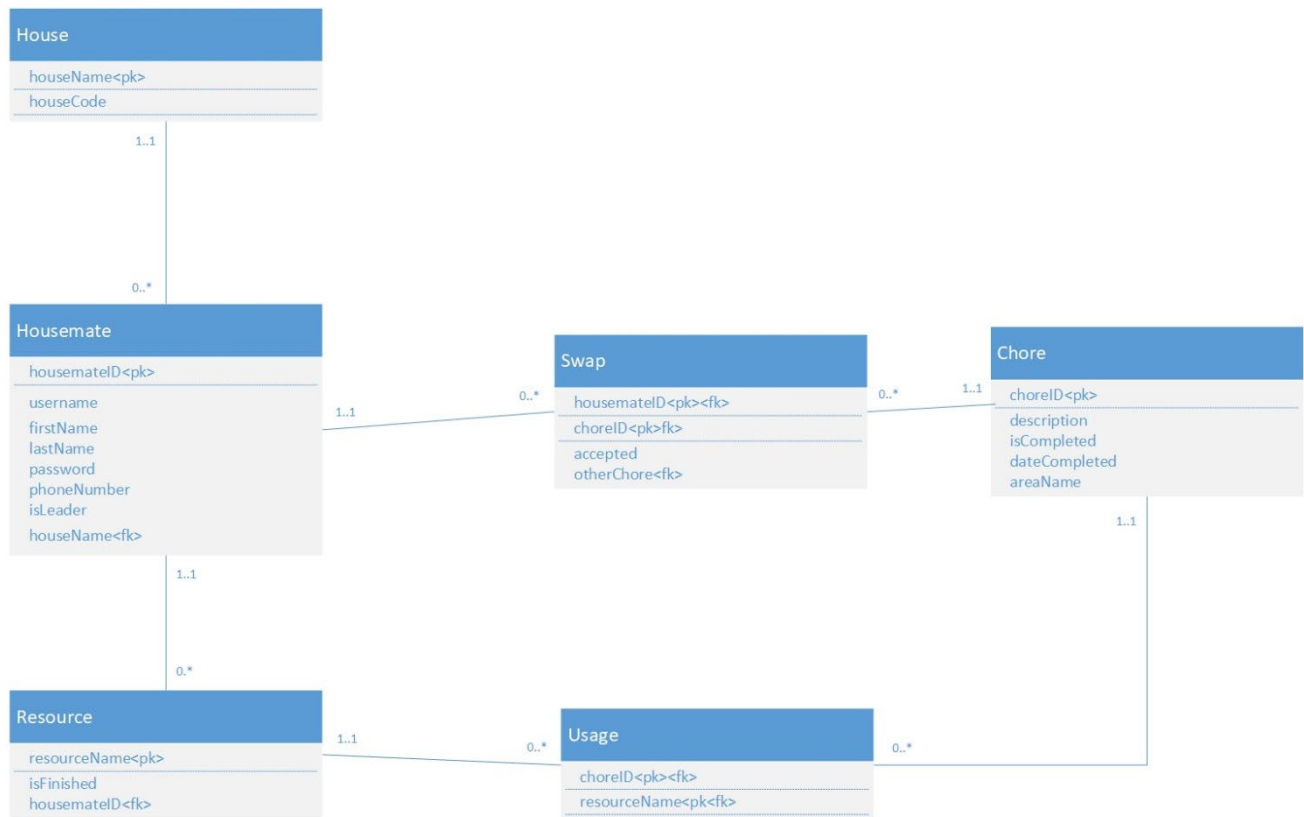 House
houseName<pk>
houseCode
1..1
0..*
Housemate
housemateID<pk>
username
firstName
lastName
password
phoneNumber
isLeader
houseName<fk>
1..1
0..*
Swap
housemateID<pk><fk>
choreID<pk>fk>
accepted
otherChore<fk>
0..*
1..1
Chore
choreID<pk>
description
isCompleted
dateCompleted
areaName
1..1
1..1
0.*
Resource
resourceName<pk>
isFinished
housemateID<fk>
1..1
0..*
Usage
choreID<pk><fk>
resourceName<pk<fk>
0..*